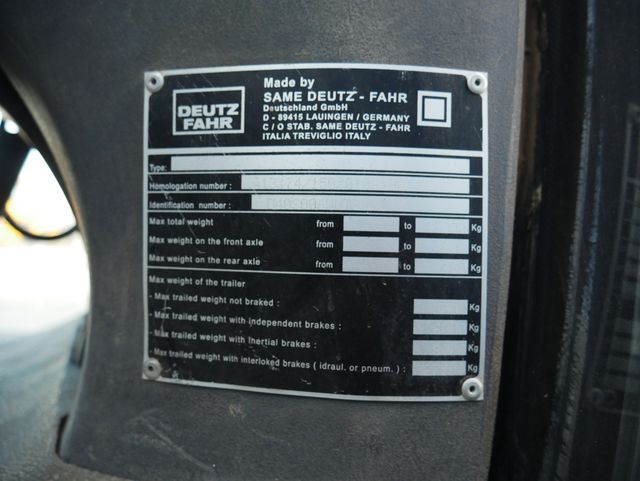 DEUTZ
FAHR
Made by
SAME DEUTZ - FAHR
Deutschland GmbH
D - 89415 LAUINGEN / GERMANY
C / O STAB. SAME DEUTZ - FAHR
ITALIA TREVIGLIO ITALY
Type:
Homologation number :
Identification number :
Max total weight from to Kg
Max weight on the front axle from to Kg
Max weight on the rear axle from to Kg
Max weight of the trailer
- Max trailed weight not braked : Kg
- Max trailed weight with independent brakes : Kg
- Max trailed weight with Inertial brakes : Kg
- Max trailed weight with interloked brakes ( idraul. or pneum. ) : Kg